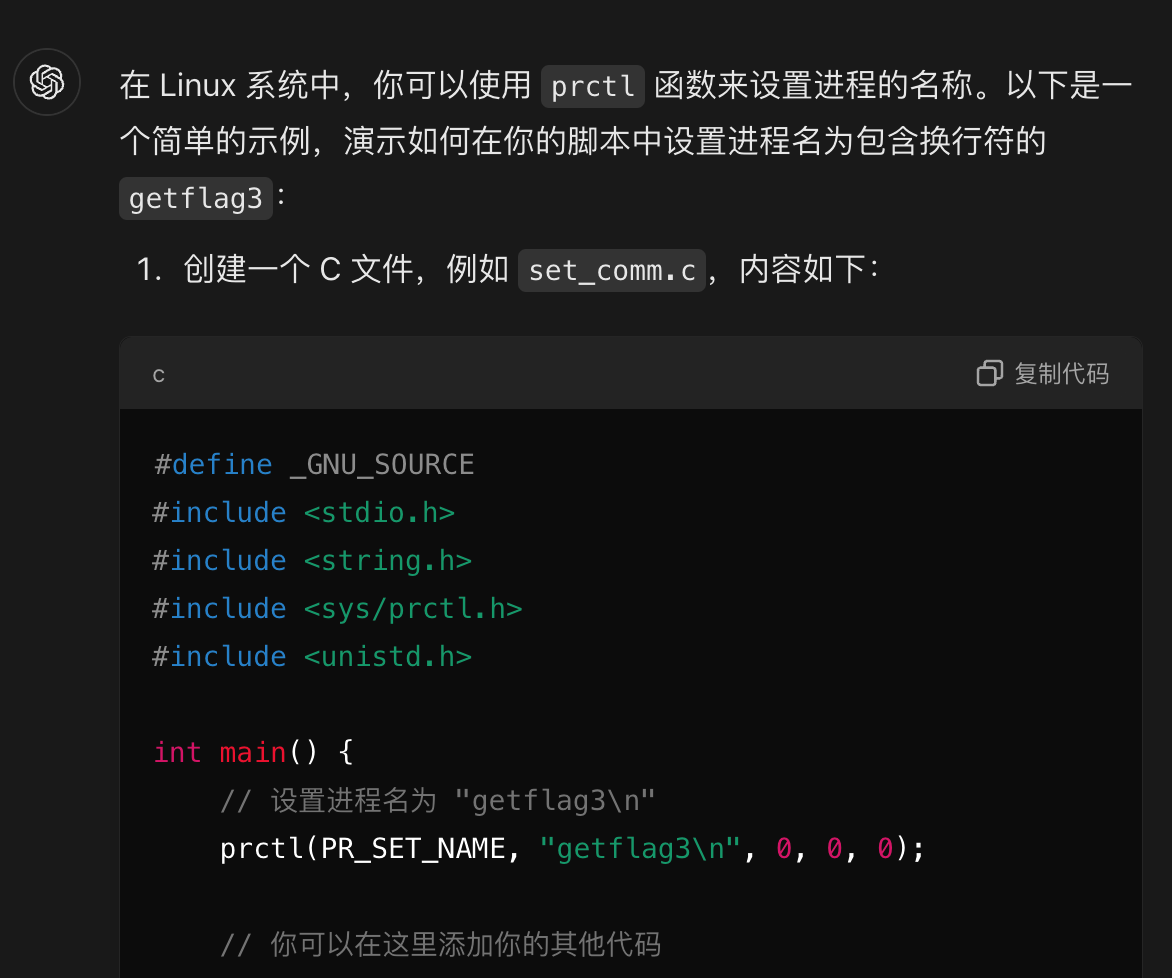 在 Linux 系统中，你可以使用 prctl 函数来设置进程的名称。以下是一
个简单的示例，演示如何在你的脚本中设置进程名为包含换行符的
getflag3：
1. 创建一个 C 文件，例如 set_comm.c，内容如下：
c
复制代码
#define _GNU_SOURCE
#include <stdio.h>
#include <string.h>
#include <sys/prctl.h>
#include <unistd.h>
int main() {
// 设置进程名为 "getflag3\n"
prctl(PR_SET_NAME, "getflag3\n", 0, 0, 0);
// 你可以在这里添加你的其他代码